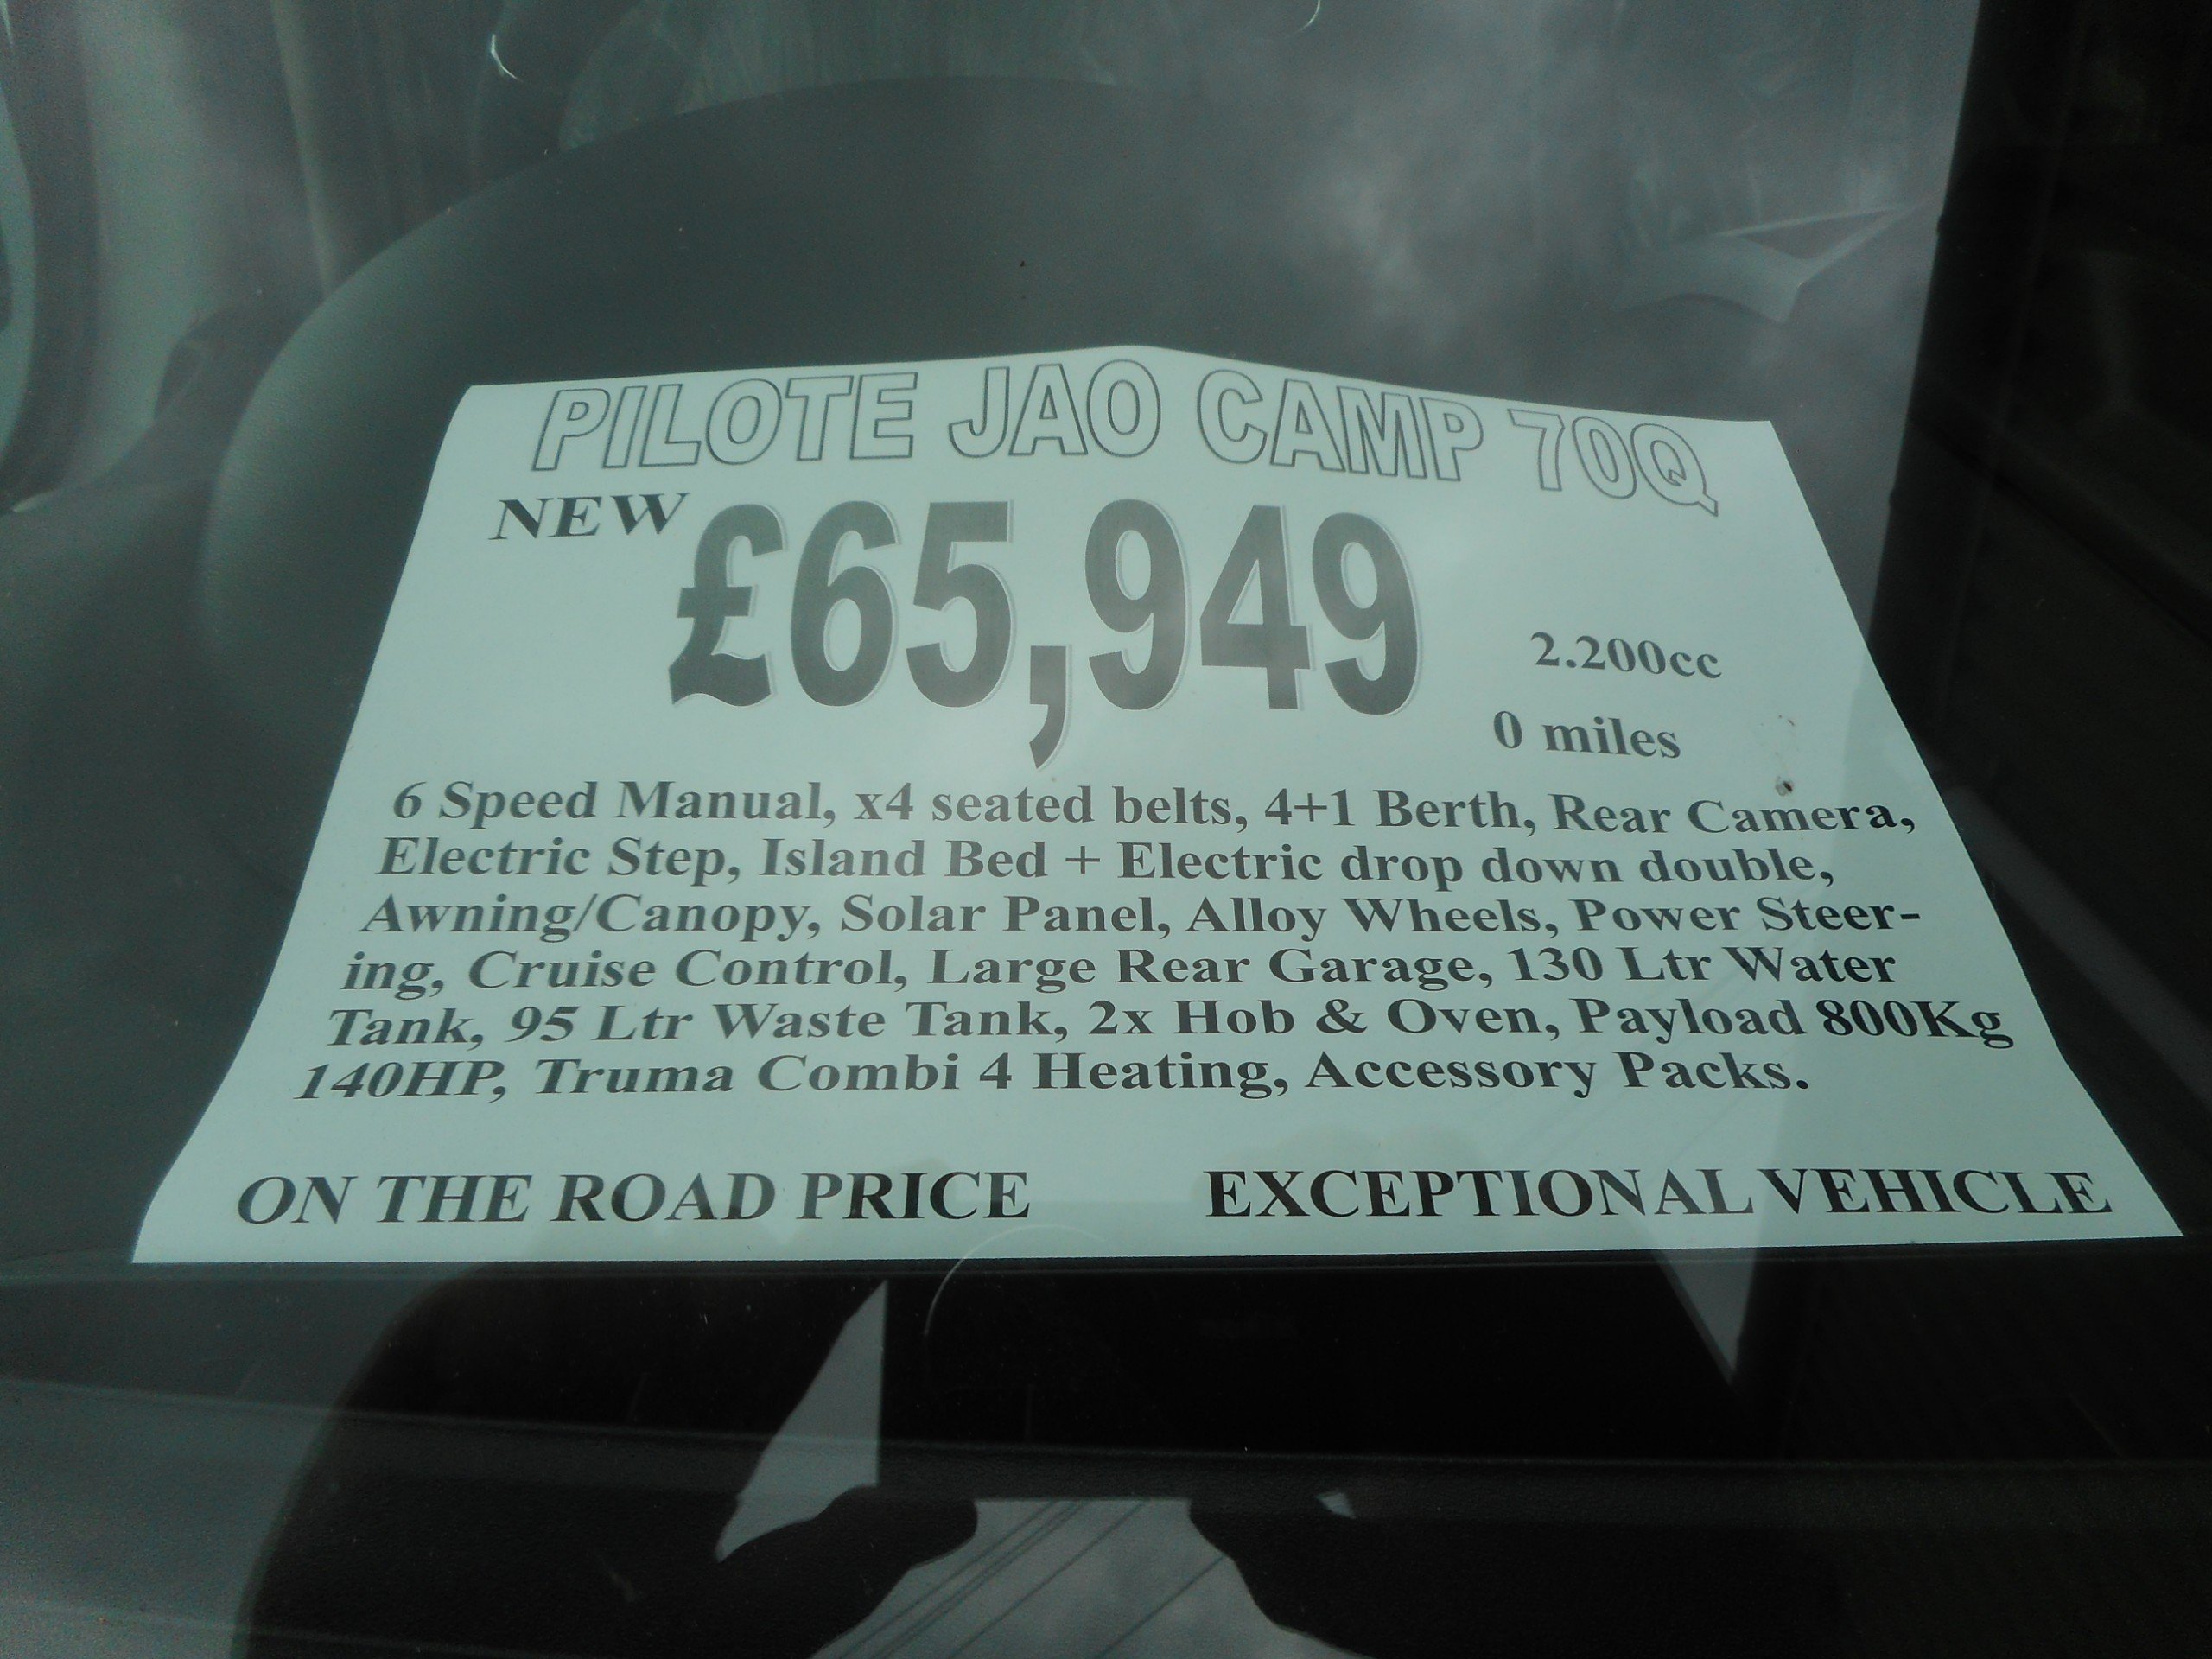 PILOTE JAO CAMP 70Q
NEW
£65,949
2.200cc
0 miles
6 Speed Manual, x4 seated belts, 4+1 Berth, Rear Camera,
Electric Step, Island Bed + Electric drop down double,
Awning/Canopy, Solar Panel, Alloy Wheels, Power Steer-
ing, Cruise Control, Large Rear Garage, 130 Ltr Water
Tank, 95 Ltr Waste Tank, 2x Hob & Oven, Payload 800Kg
140HP, Truma Combi 4 Heating, Accessory Packs.
ON THE ROAD PRICE EXCEPTIONAL VEHICLE